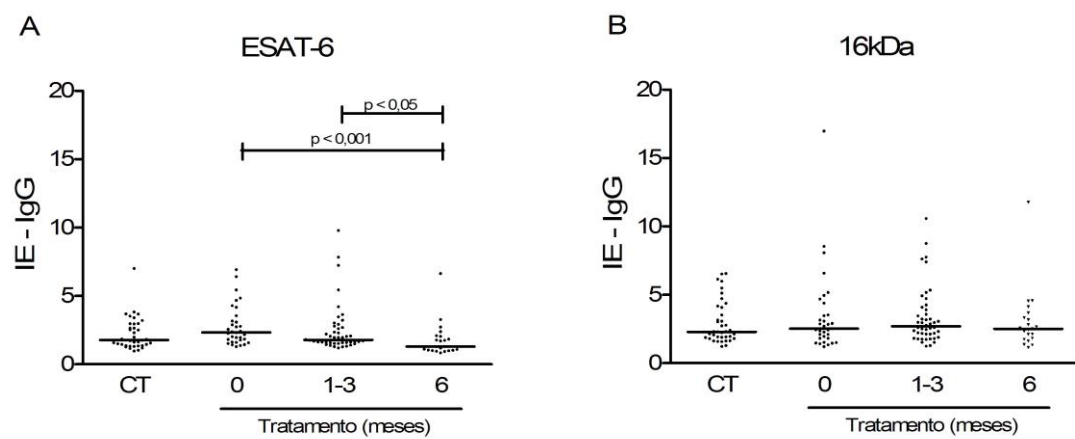 A
ESAT-6
IE - IgG
20
15
10
5
0
p < 0,05
p < 0,001
CT
0
1-3
6
Tratamento (meses)
B
16kDa
IE - IgG
20
15
10
5
0
CT
0
1-3
6
Tratamento (meses)